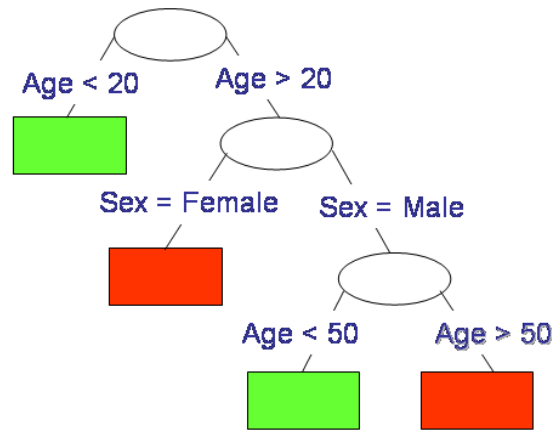 Age < 20
Age > 20
Sex = Female
Sex = Male
Age < 50
Age > 50